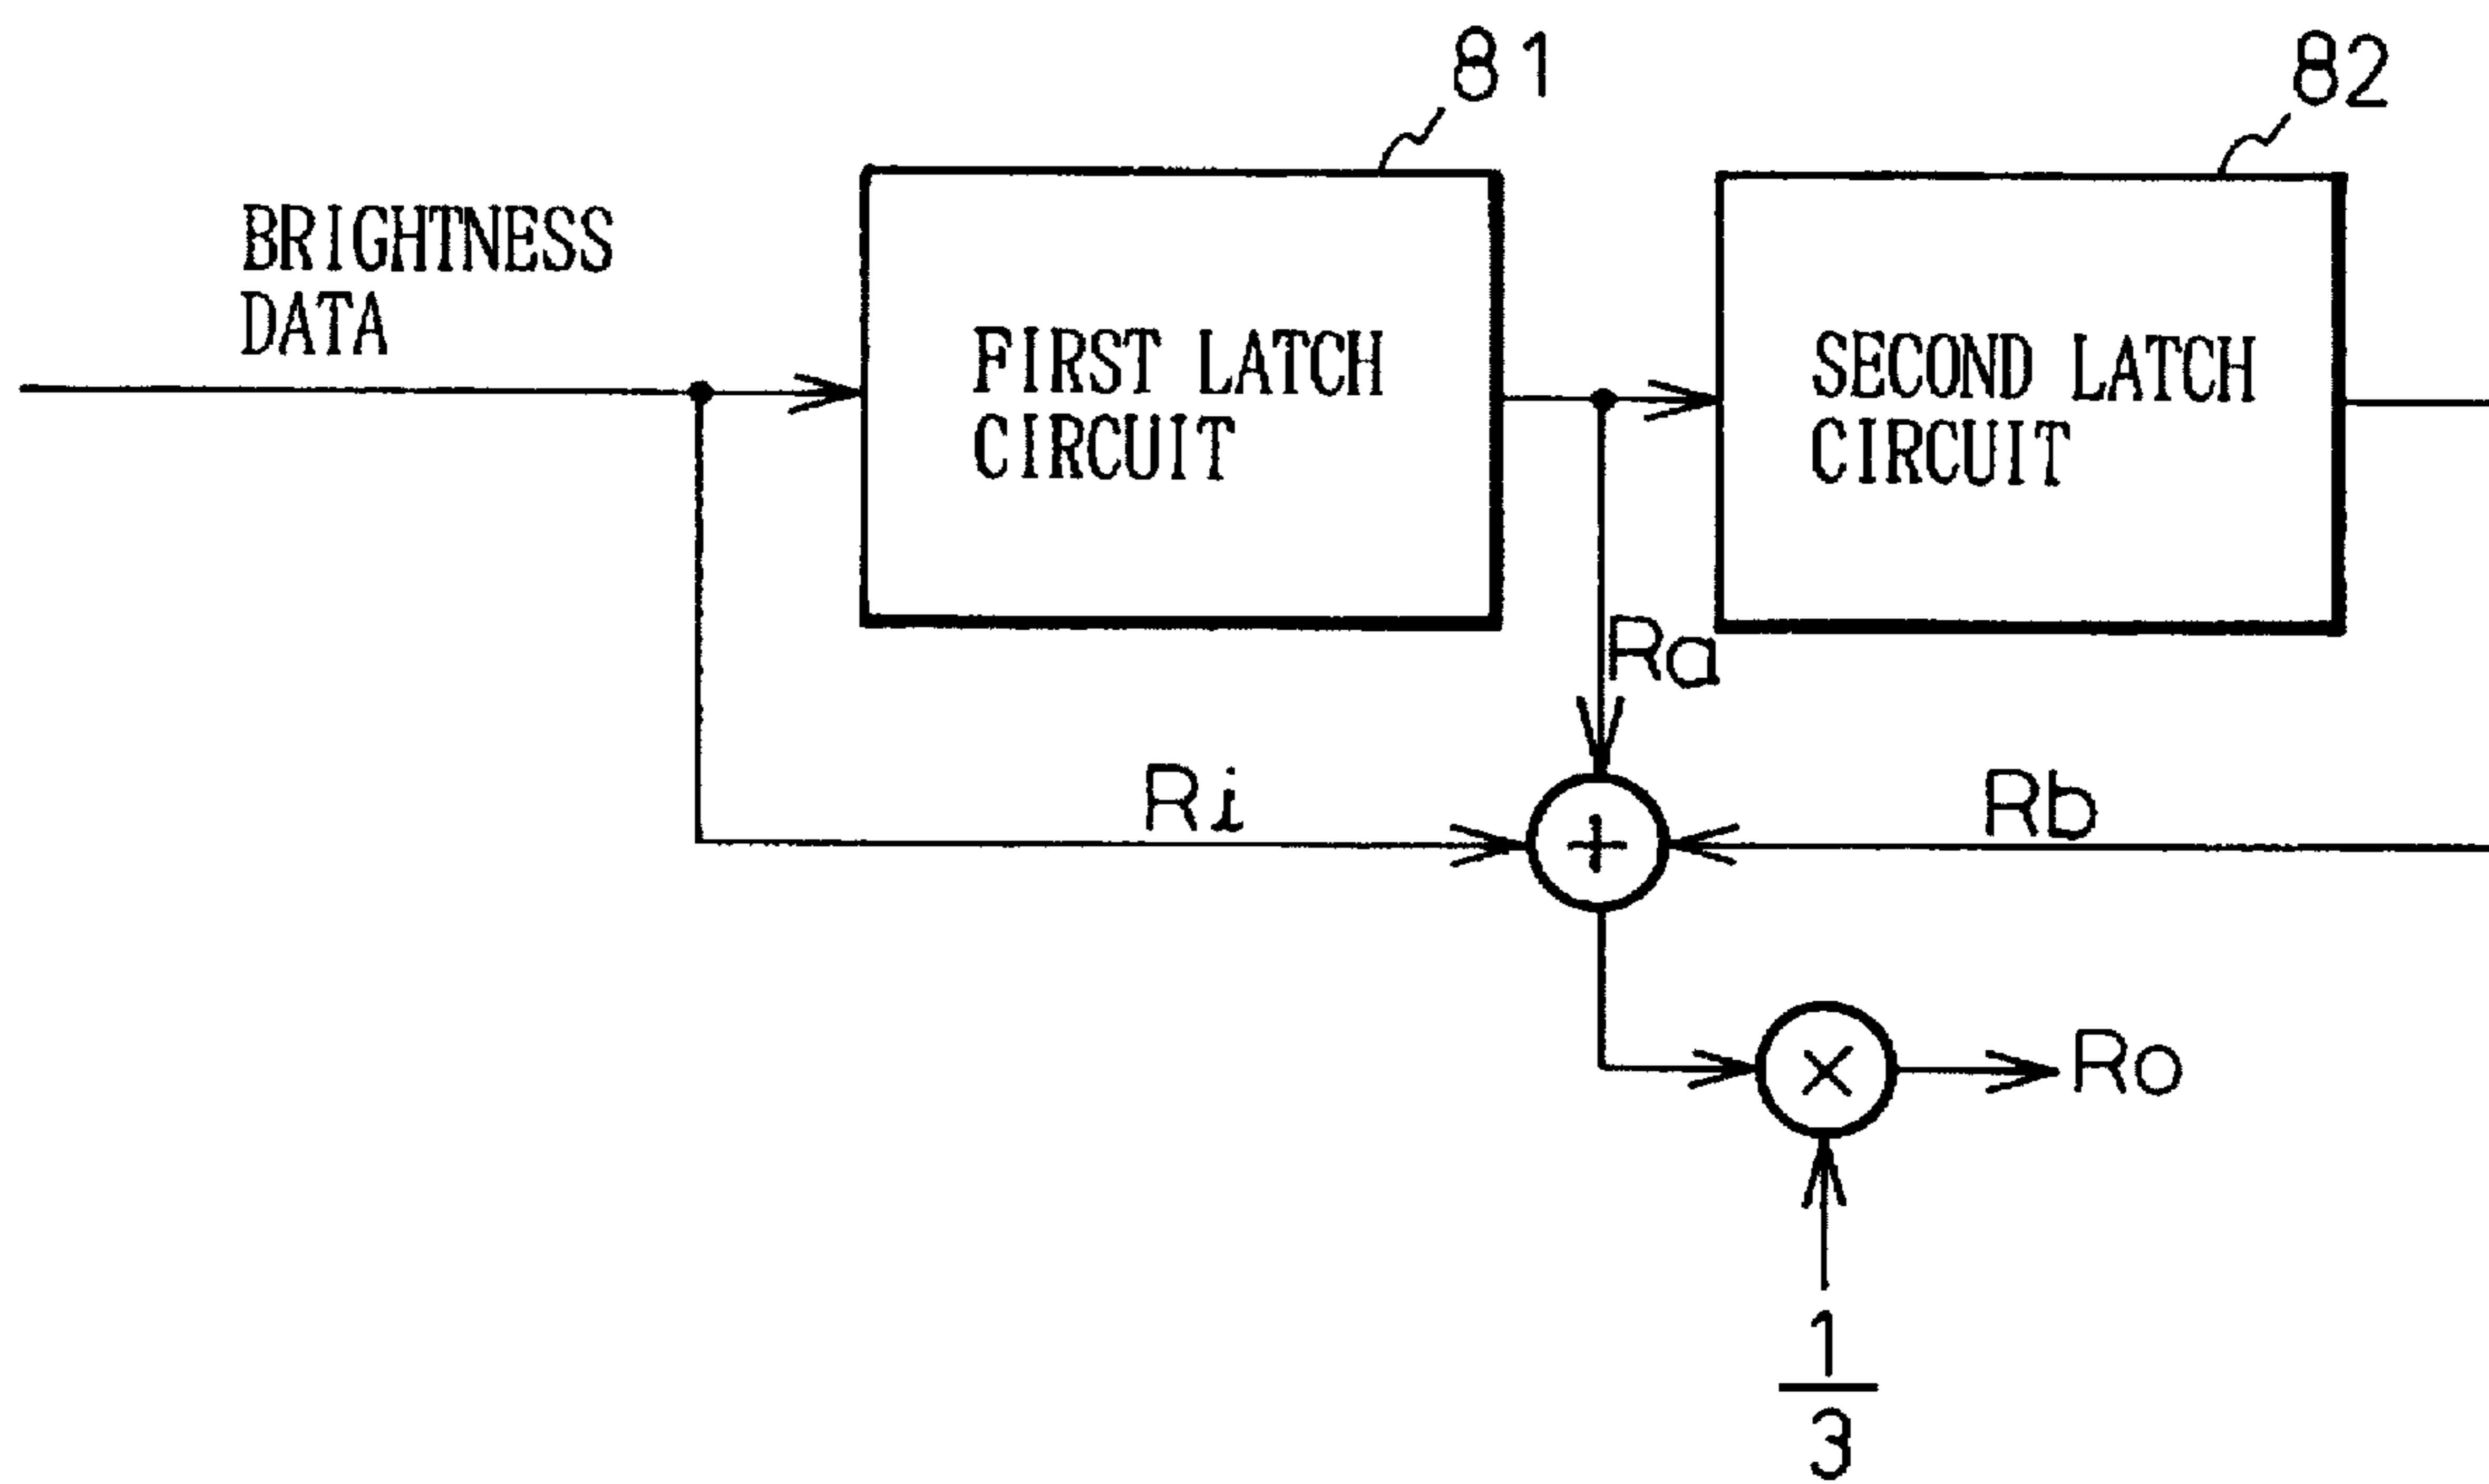 81
82
BRIGHTNESS
DATA
FIRST LATCH
CIRCUIT
SECOND LATCH
CIRCUIT
Ra
Ri
+
Rb
×
Ro
1
3